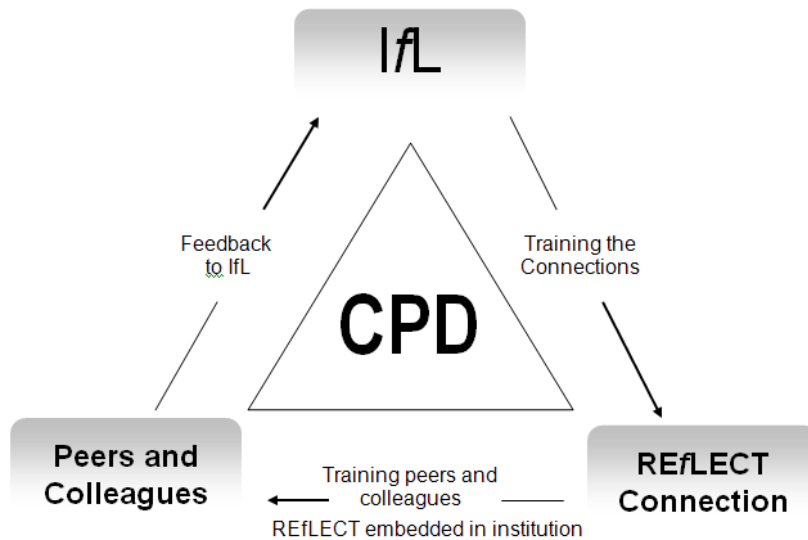 IfL
Feedback
to IfL
Training the
Connections
CPD
Peers and
Colleagues
Training peers and
colleagues
REfLECT embedded in institution
REfLECT
Connection